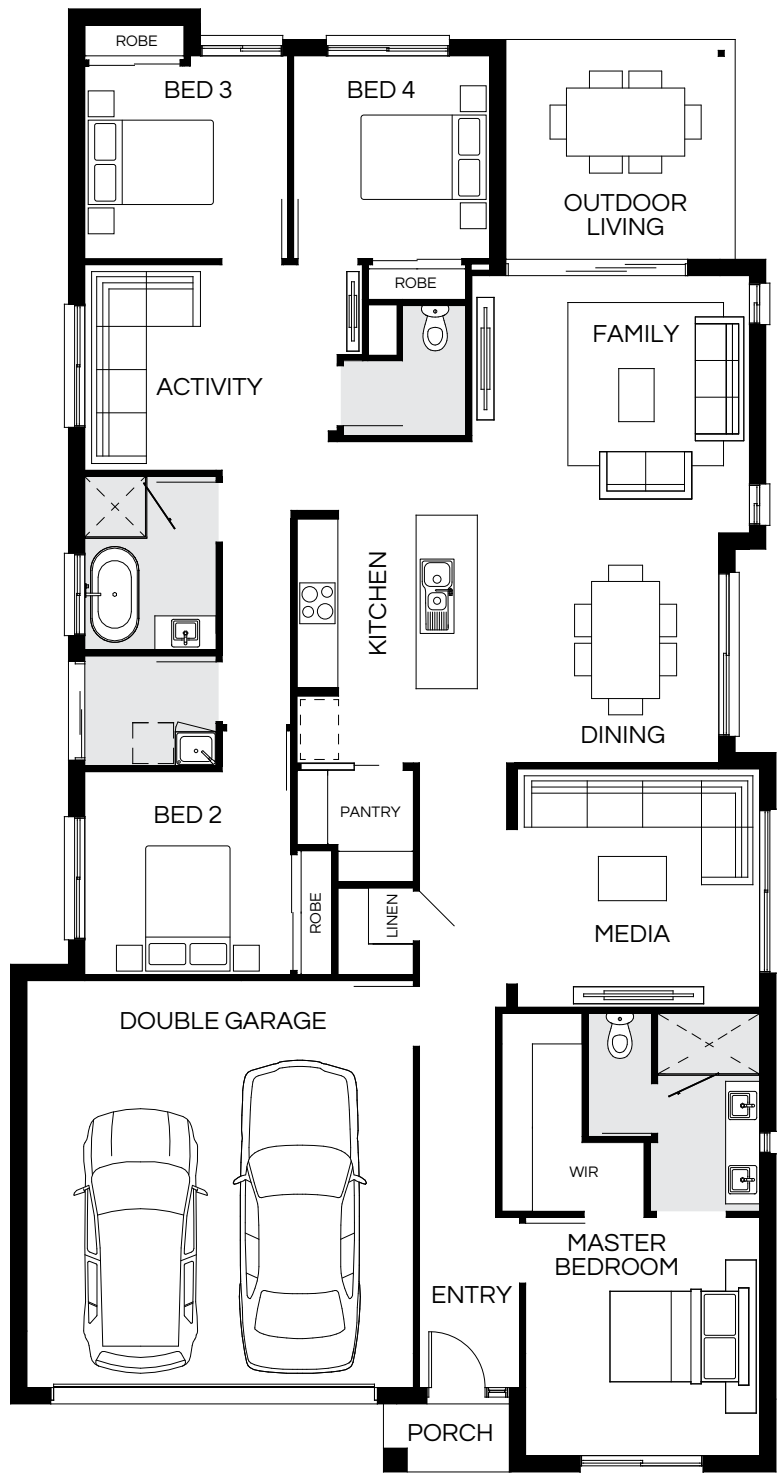 ROBE
BED 3
BED 4
OUTDOOR
LIVING
ROBE
FAMILY
ACTIVITY
KITCHEN
DINING
BED 2
PANTRY
ROBE
LINEN
MEDIA
DOUBLE GARAGE
WIR
MASTER
BEDROOM
ENTRY
PORCH